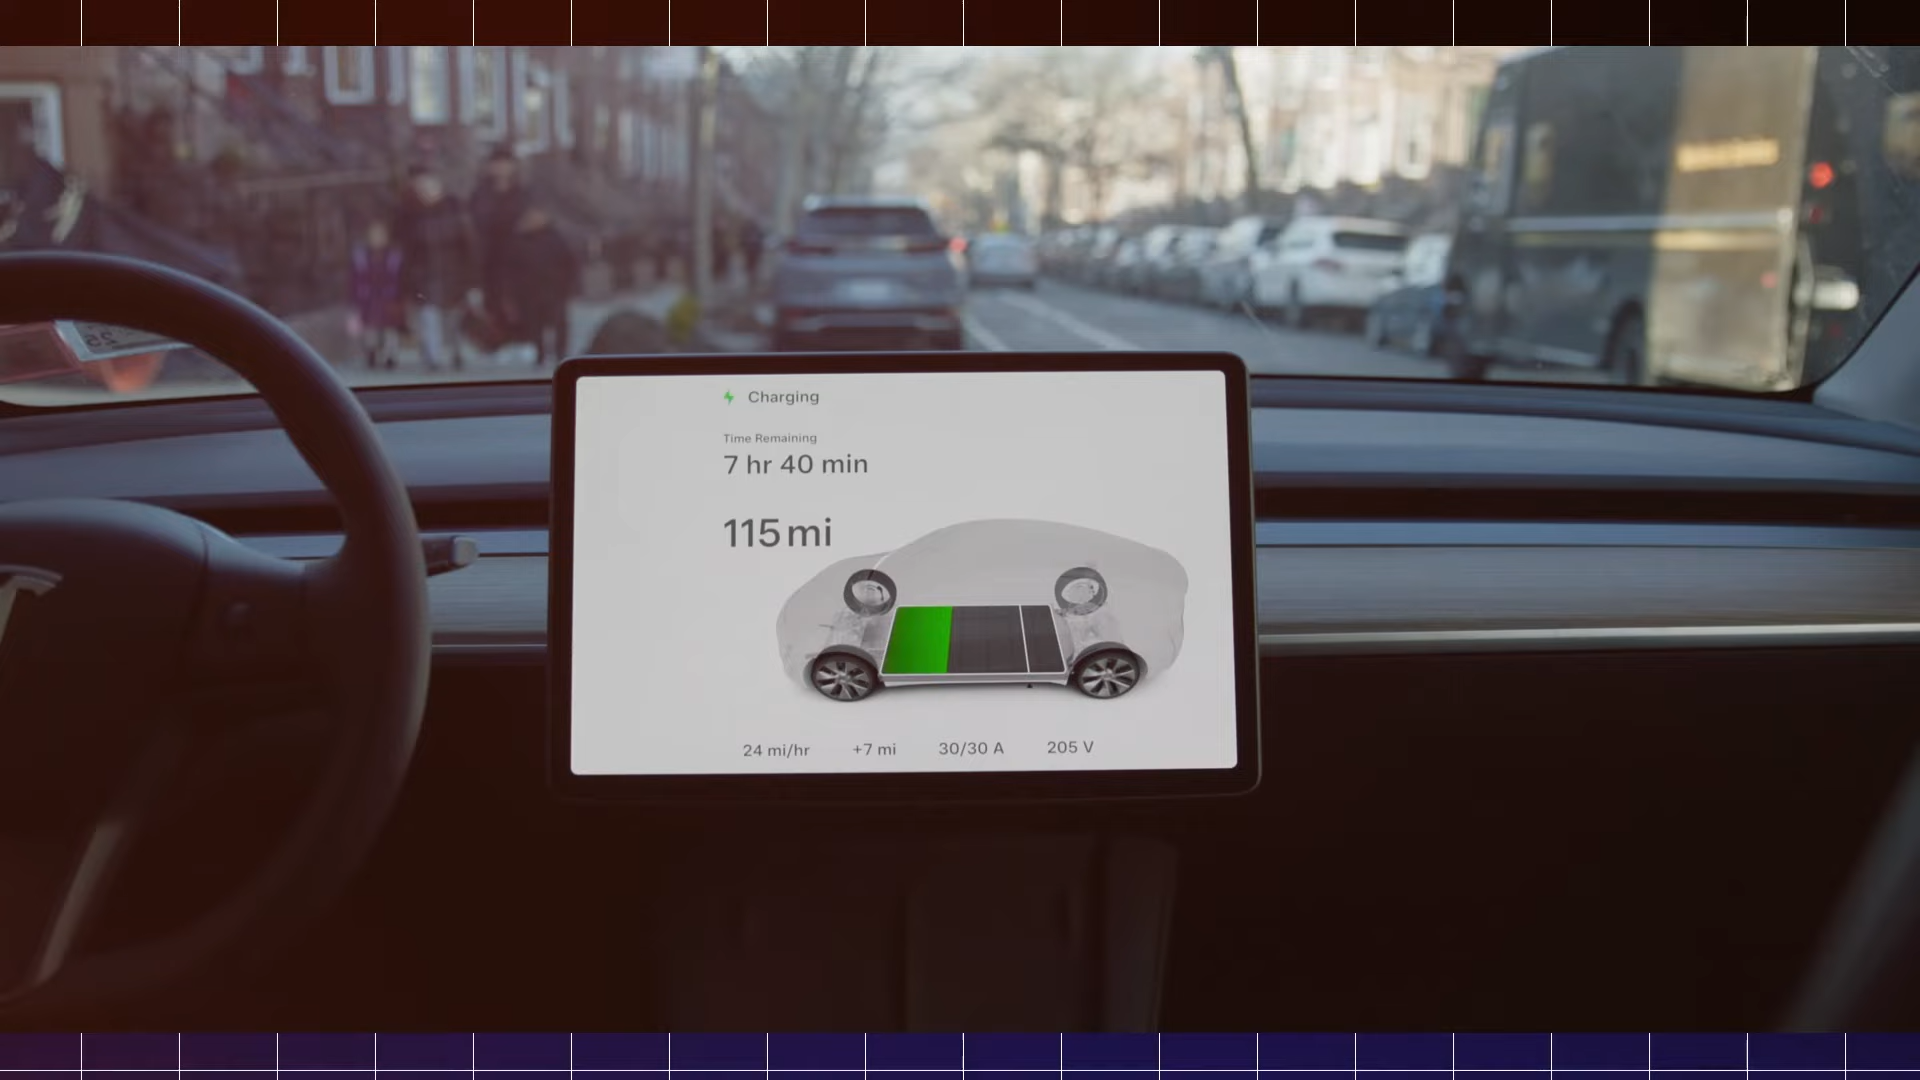 Charging
Time Remaining
7 hr 40 min
115 mi
24 mi/hr +7 mi 30/30 A 205 V